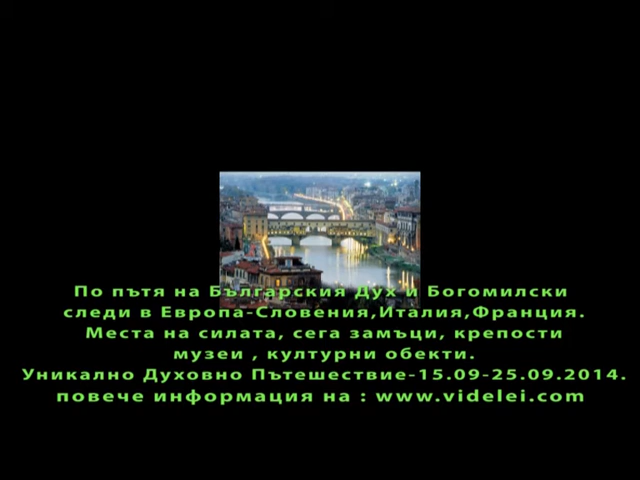 По пътя на Българския Дух и Богомилски
следи в Европа-Словения,Италия,Франция.
Места на силата, сега замъци, крепости
музеи , културни обекти.
Уникално Духовно Пътешествие-15.09-25.09.2014.
повече информация на : www.videlei.com